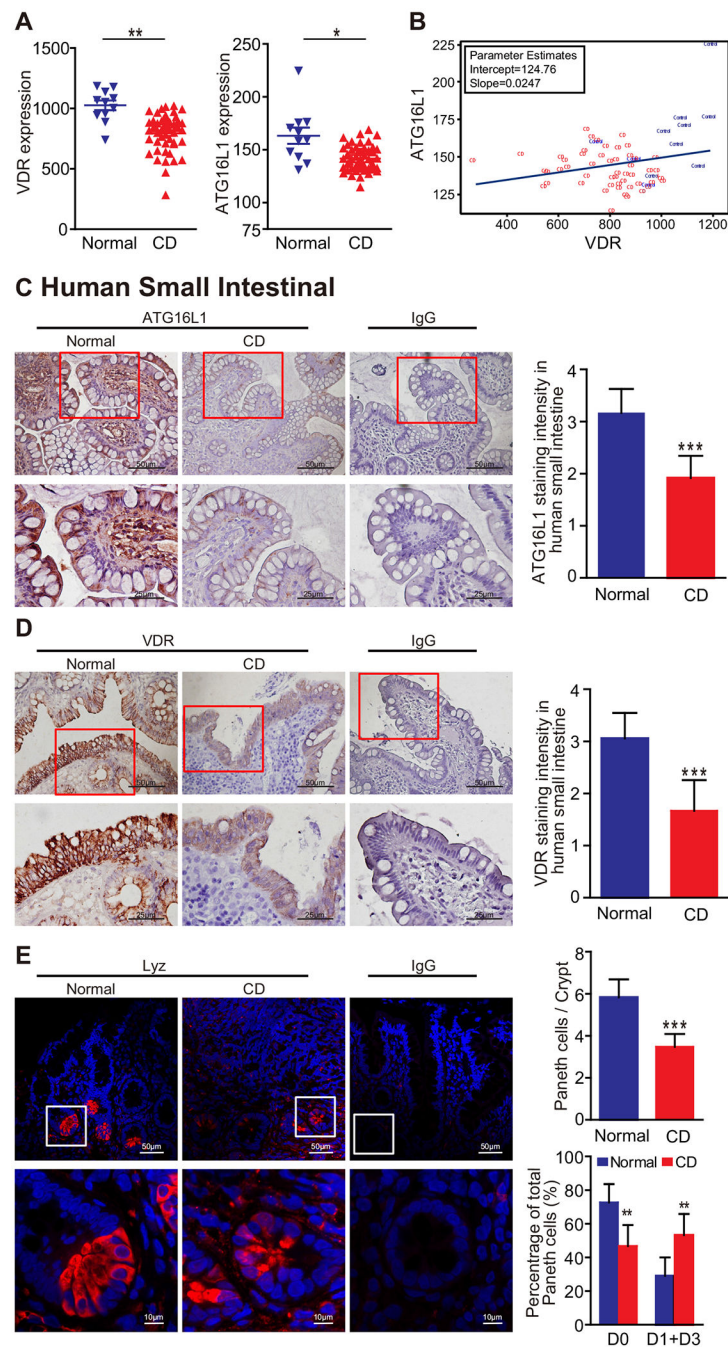 A
**
VDR expression
1500
1000
500
0
Normal
CD
*
ATG16L1 expression
250
200
150
100
75
Normal
CD
B
Parameter Estimates
Intercept=124.76
Slope=0.0247
ATG16L1
225
200
175
150
125
400
600
800
1000
1200
VDR
C Human Small Intestinal
ATG16L1
IgG
Normal
CD
50μm
50μm
50μm
25μm
25μm
25μm
ATG16L1 staining intensity in
human small intestine
4
3
2
1
0
***
Normal
CD
D
VDR
IgG
Normal
CD
50μm
50μm
50μm
25μm
25μm
25μm
VDR staining intensity in
human small intestine
4
3
2
1
0
***
Normal
CD
E
Lyz
IgG
Normal
CD
50μm
50μm
50μm
10μm
10μm
10μm
Paneth cells / Crypt
8
6
4
2
0
***
Normal
CD
Normal
CD
Percentrage of total
Paneth cells (%)
100
80
60
40
20
0
**
**
D0
D1+D3